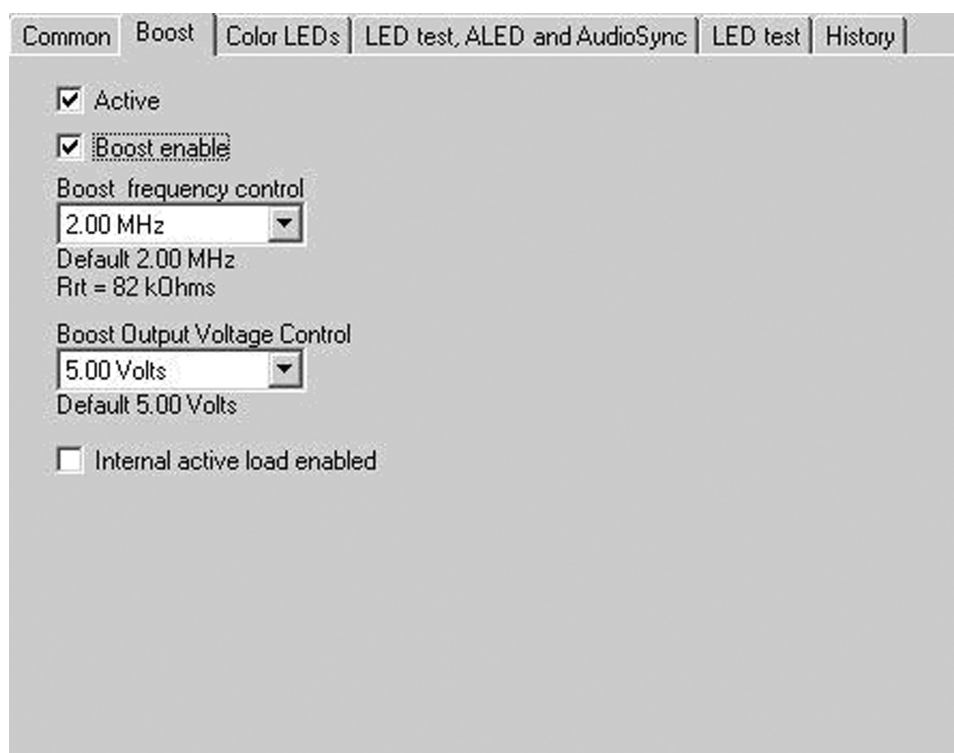 Common Boost Color LEDs LED test, ALED and AudioSync LED test History
Active
Boost enable
Boost frequency control
2.00 MHz
Default 2.00 MHz
Rrt = 82 kOhms
Boost Output Voltage Control
5.00 Volts
Default 5.00 Volts
Internal active load enabled